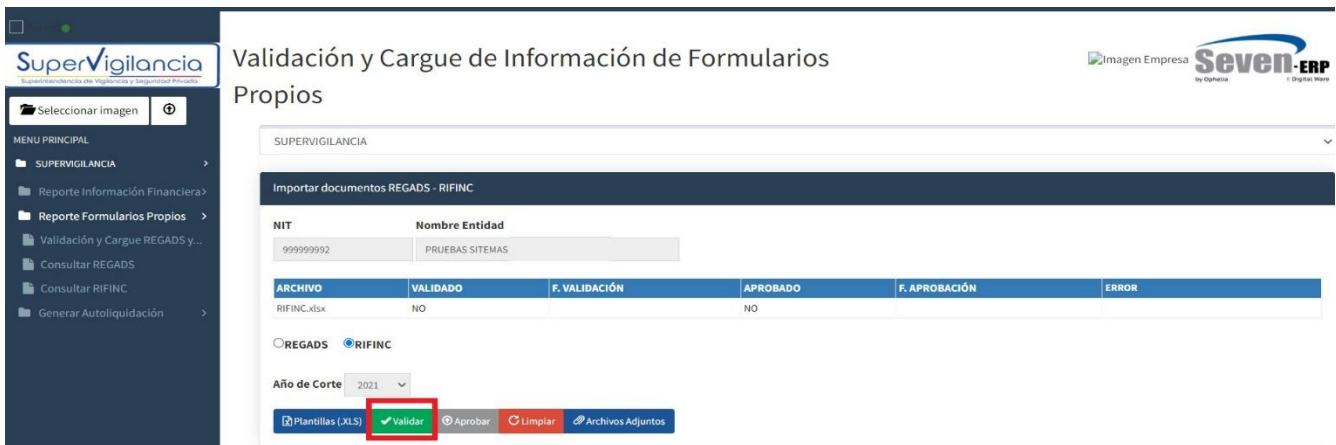 SuperVigilancia
Superintendencia de Vigilancia y Seguridad Privada
Seleccionar imagen
MENU PRINCIPAL
SUPERVIGILANCIA
Reporte Información Financiera
Reporte Formularios Propios
Validación y Cargue REGADS y...
Consultar REGADS
Consultar RIFINC
Generar Autoliquidación
Validación y Cargue de Información de Formularios
Propios
Imagen Empresa
Seven-ERP
by Ophelia
Digital Ware
SUPERVIGILANCIA
Importar documentos REGADS - RIFINC
NIT Nombre Entidad
999999992 PRUEBAS SITEMAS
ARCHIVO VALIDADO F. VALIDACIÓN APROBADO F. APROBACIÓN ERROR
RIFINC.xlsx NO NO
REGADS RIFINC
Año de Corte 2021
Plantillas (.XLS) Validar Aprobar Limpiar Archivos Adjuntos